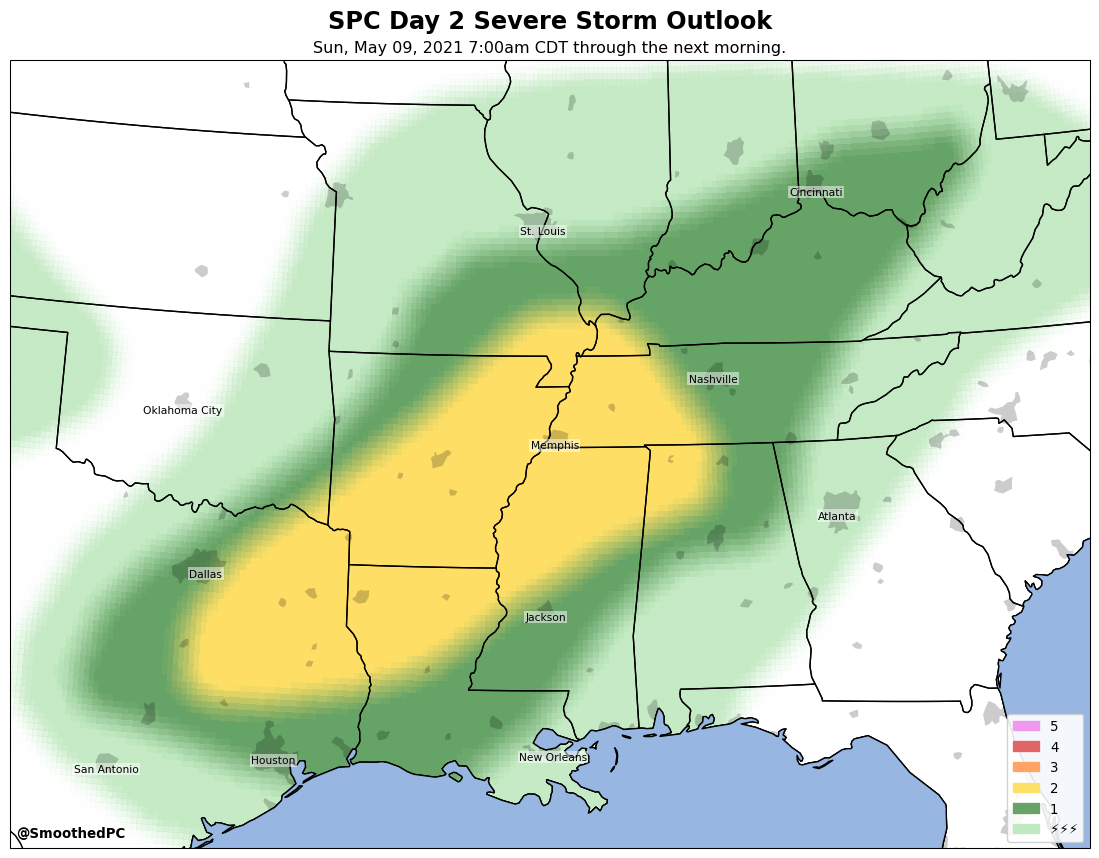 SPC Day 2 Severe Storm Outlook
Sun, May 09, 2021 7:00am CDT through the next morning.
Cincinnati
St. Louis
Nashville
Oklahoma City
Memphis
Atlanta
Dallas
Jackson
New Orleans
Houston
San Antonio
5
4
3
2
1
⚡⚡⚡
@SmoothedPC